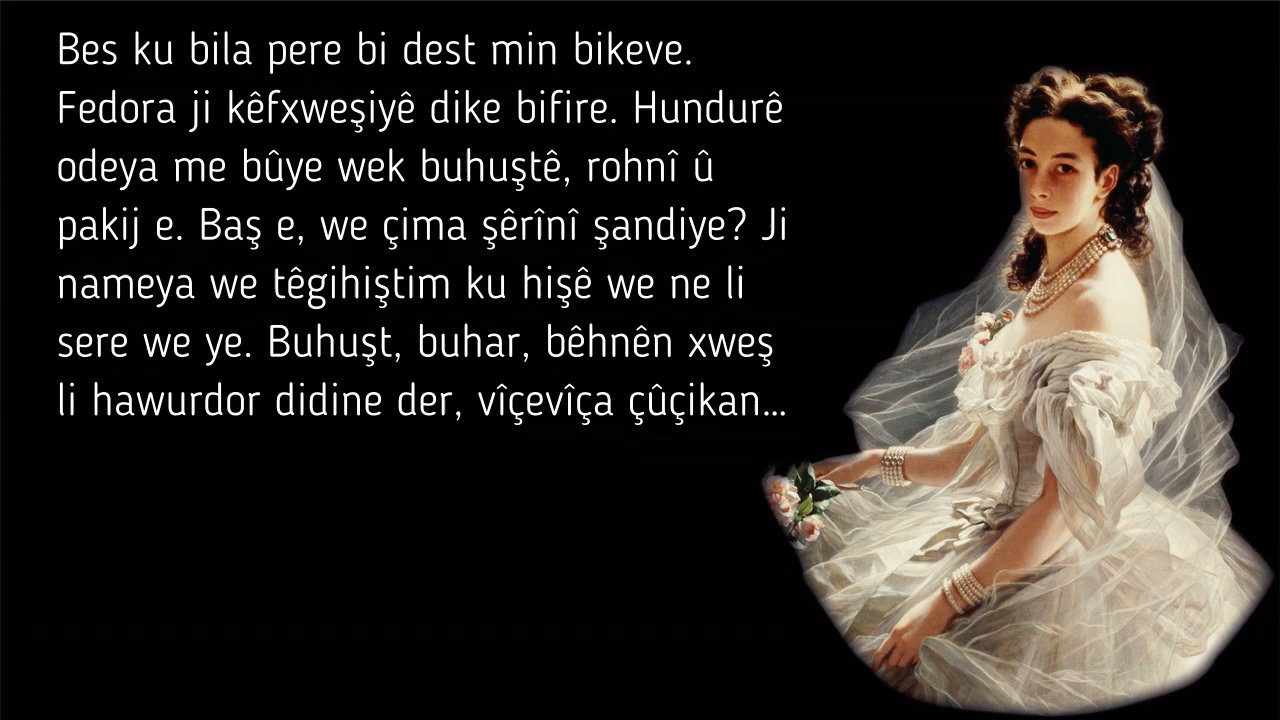 Bes ku bila pere bi dest min bikeve.
Fedora ji kêfxweşiyê dike bifire. Hundurê
odeya me bûye wek buhuştê, rohnî û
pakij e. Baş e, we çima şêrînî şandiye? Ji
nameya we têgihiştim ku hişê we ne li
sere we ye. Buhuşt, buhar, bêhnên xweş
li hawurdor didine der, vîçevîça çûçikan...